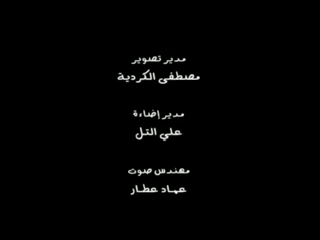 مدير تصوير
مصطفى الكردية
مدير إضاءة
علي التل
مهندس صوت
عماد عطار